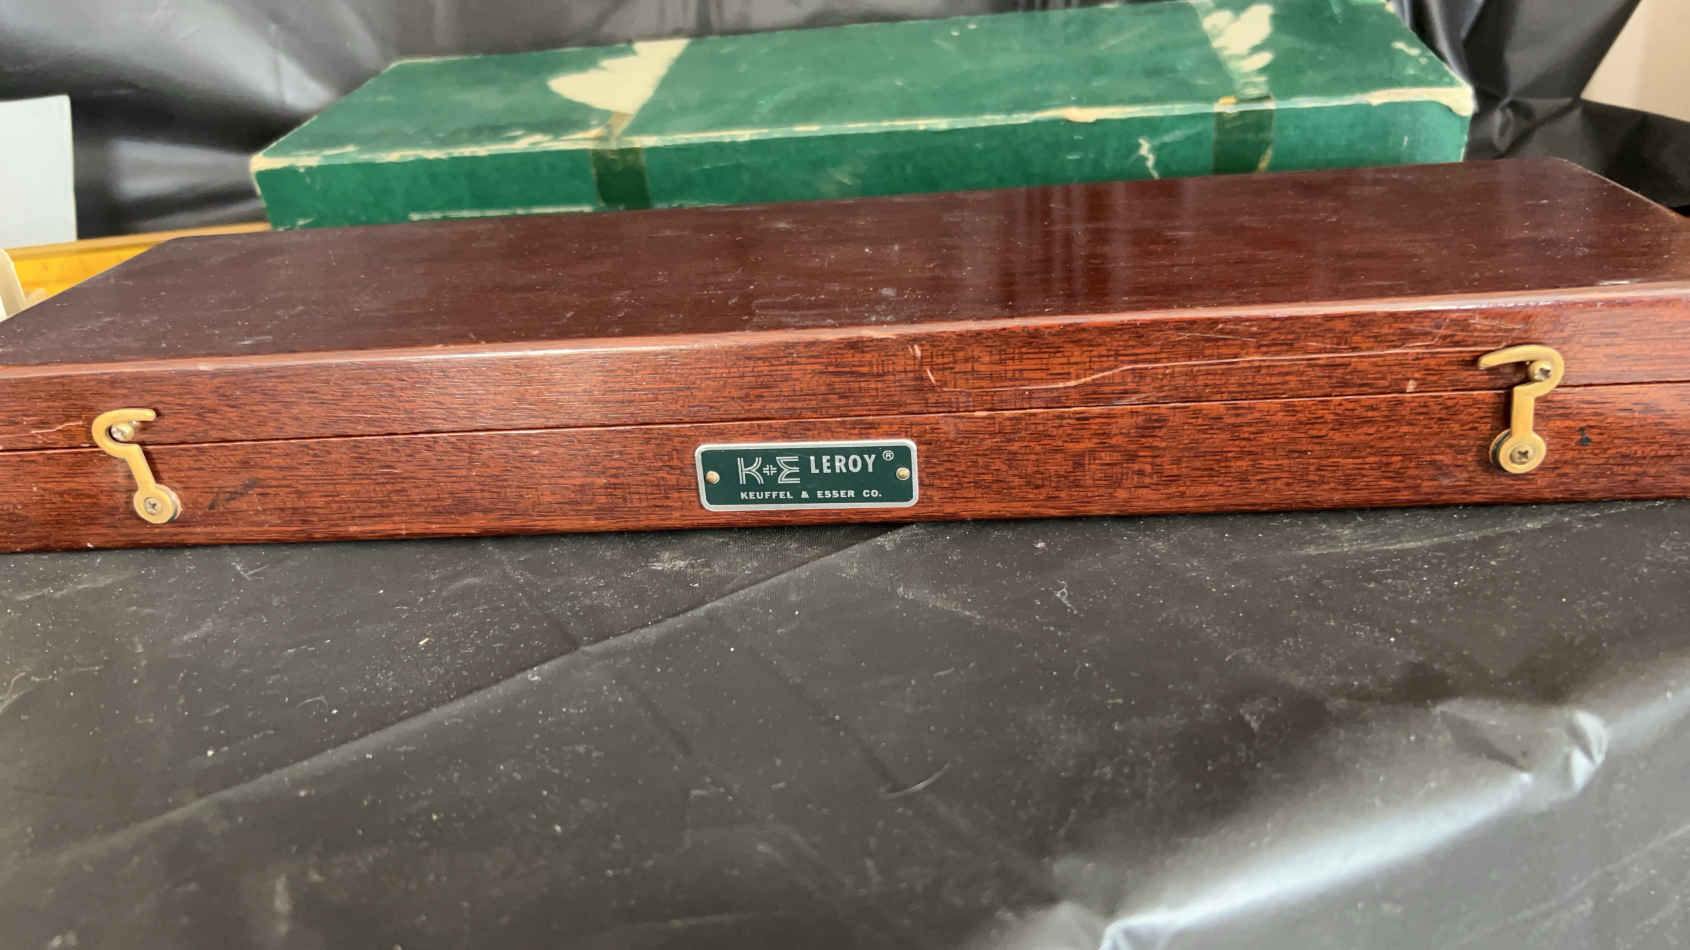 K+E LEROY®
KEUFFEL & ESSER CO.